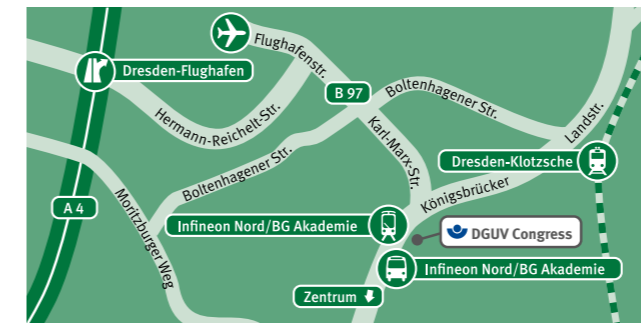 Flughafenstr.
Dresden-Flughafen
B 97
Boltenhagener Str.
Hermann-Reichelt-Str.
Karl-Marx-Str.
Landstr.
Boltenhagener Str.
Dresden-Klotzsche
Königsbrücker
A 4
Moritzburger Weg
Infineon Nord/BG Akademie
DGUV Congress
Infineon Nord/BG Akademie
Zentrum